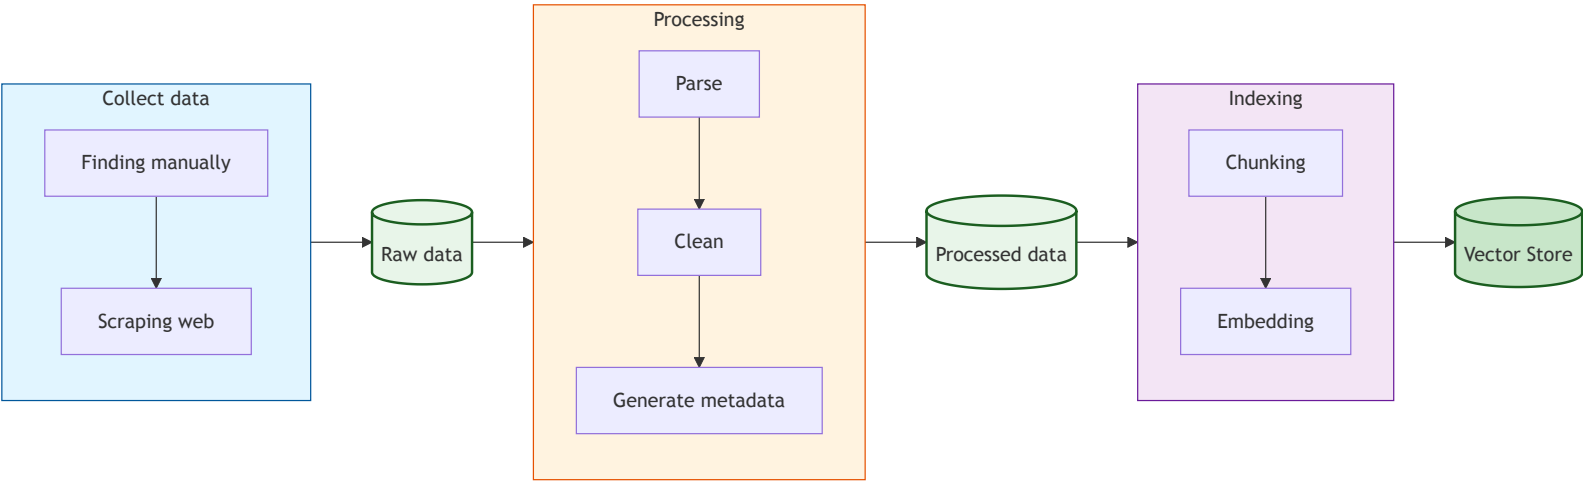 Collect data
Finding manually
Scraping web
Raw data
Processing
Parse
Clean
Generate metadata
Processed data
Indexing
Chunking
Embedding
Vector Store